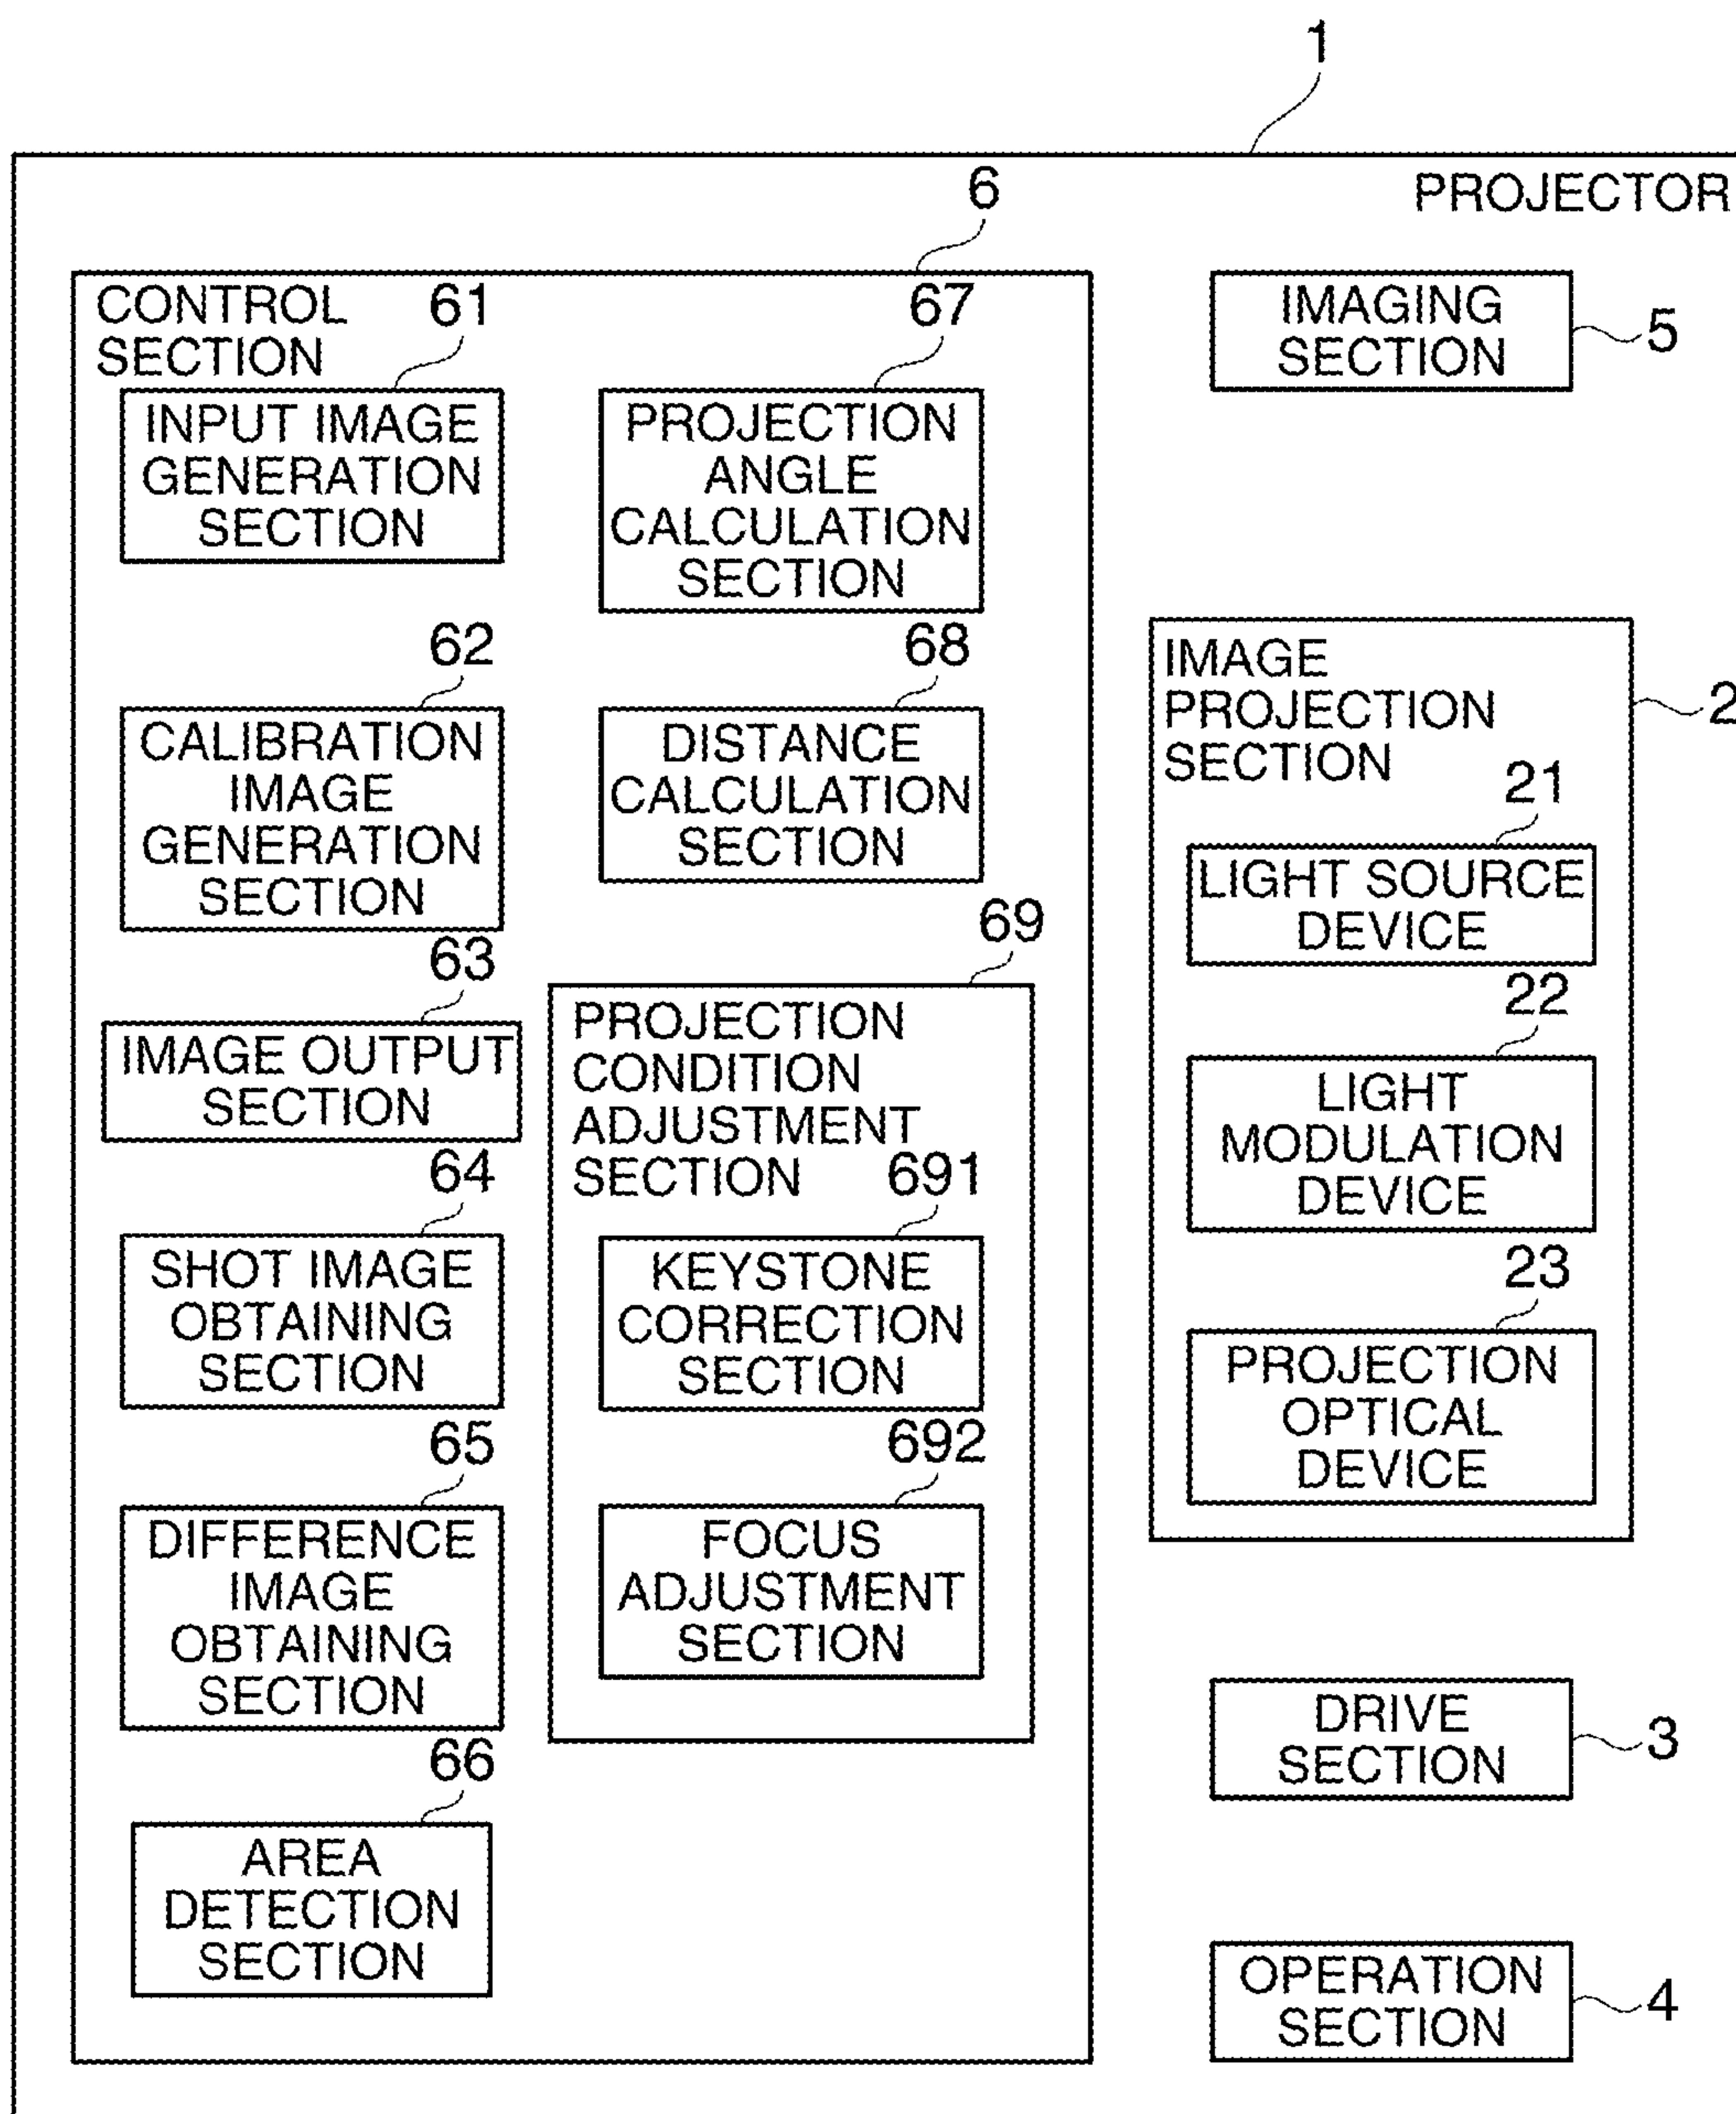 1
PROJECTOR
6
CONTROL
SECTION
61
INPUT IMAGE
GENERATION
SECTION
62
CALIBRATION
IMAGE
GENERATION
SECTION
63
IMAGE OUTPUT
SECTION
64
SHOT IMAGE
OBTAINING
SECTION
65
DIFFERENCE
IMAGE
OBTAINING
SECTION
66
AREA
DETECTION
SECTION
67
PROJECTION
ANGLE
CALCULATION
SECTION
68
DISTANCE
CALCULATION
SECTION
69
PROJECTION
CONDITION
ADJUSTMENT
SECTION
691
KEYSTONE
CORRECTION
SECTION
692
FOCUS
ADJUSTMENT
SECTION
IMAGING
SECTION
5
IMAGE
PROJECTION
SECTION
2
21
LIGHT SOURCE
DEVICE
22
LIGHT
MODULATION
DEVICE
23
PROJECTION
OPTICAL
DEVICE
DRIVE
SECTION
3
OPERATION
SECTION
4